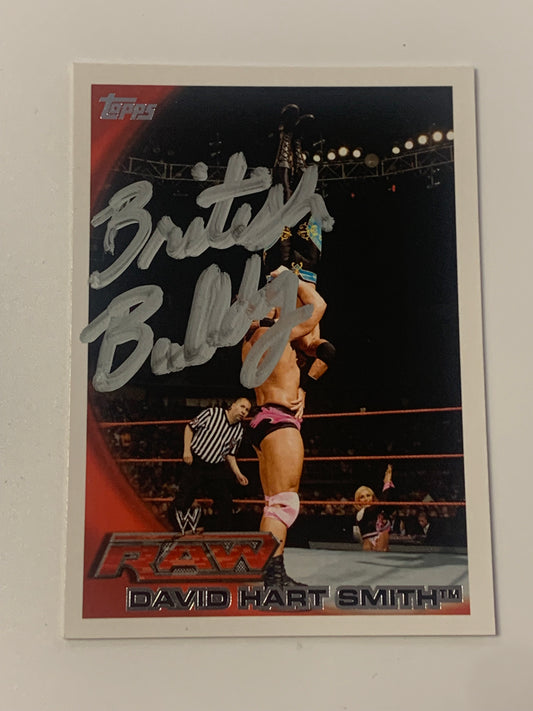 Topps
British
Bulldog
W
RAW
DAVID HART SMITH™